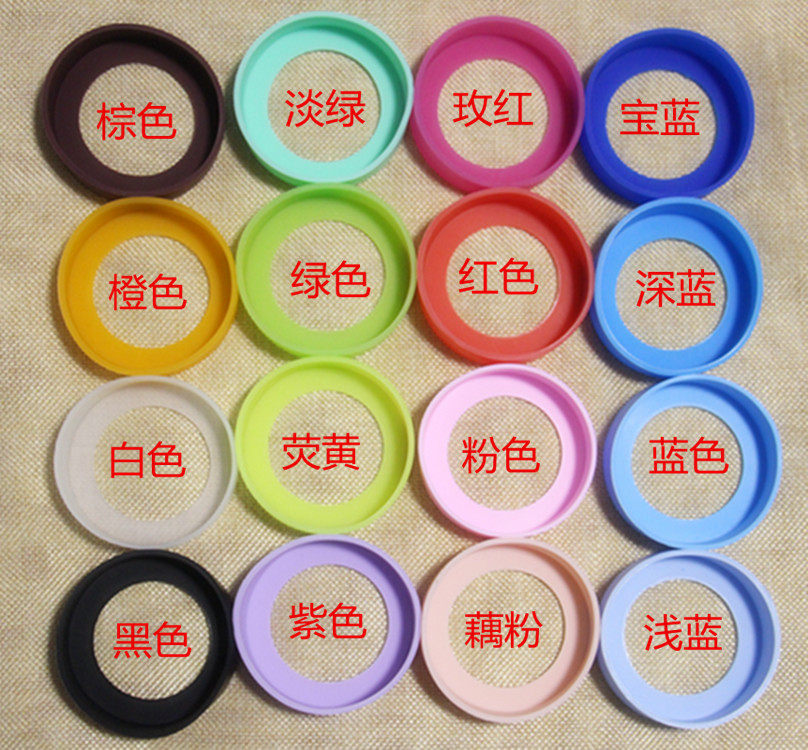 棕色 淡绿 玫红 宝蓝
橙色 绿色 红色 深蓝
白色 荧黄 粉色 蓝色
黑色 紫色 藕粉 浅蓝